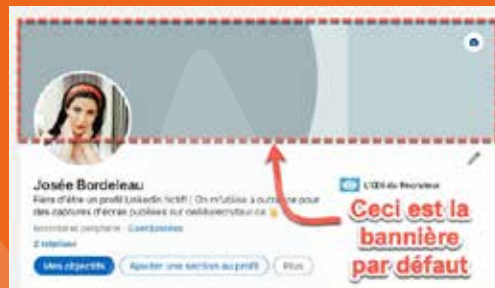 Josée Bordeleau
Fière d'être un profil LinkedIn fictif! | On m'utilise à outrance pour
des captures d'écran publiées sur oeildurecruteur.ca
L'Œil du Recruteur
Coordonnées
2 relations
Mes objectifs
Ajouter une section au profil
Plus
Ceci est la
bannière
par défaut